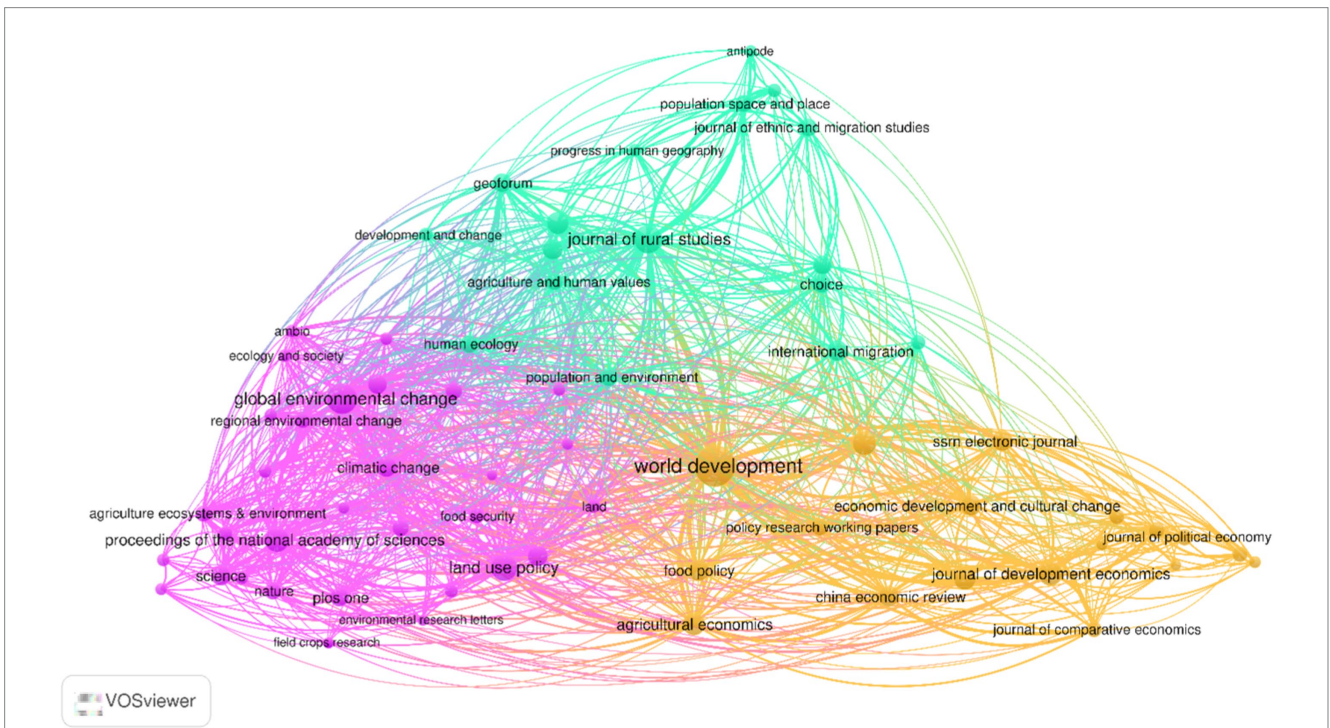 antipode
population space and place
journal of ethnic and migration studies
progress in human geography
geoforum
development and change
journal of rural studies
agriculture and human values
choice
ambio
human ecology
international migration
ecology and society
population and environment
global environmental change
regional environmental change
ssrn electronic journal
world development
climatic change
economic development and cultural change
land
agriculture ecosystems & environment
food security
policy research working papers
journal of political economy
proceedings of the national academy of sciences
land use policy
food policy
science
journal of development economics
nature
plos one
china economic review
environmental research letters
agricultural economics
journal of comparative economics
field crops research
VOSviewer